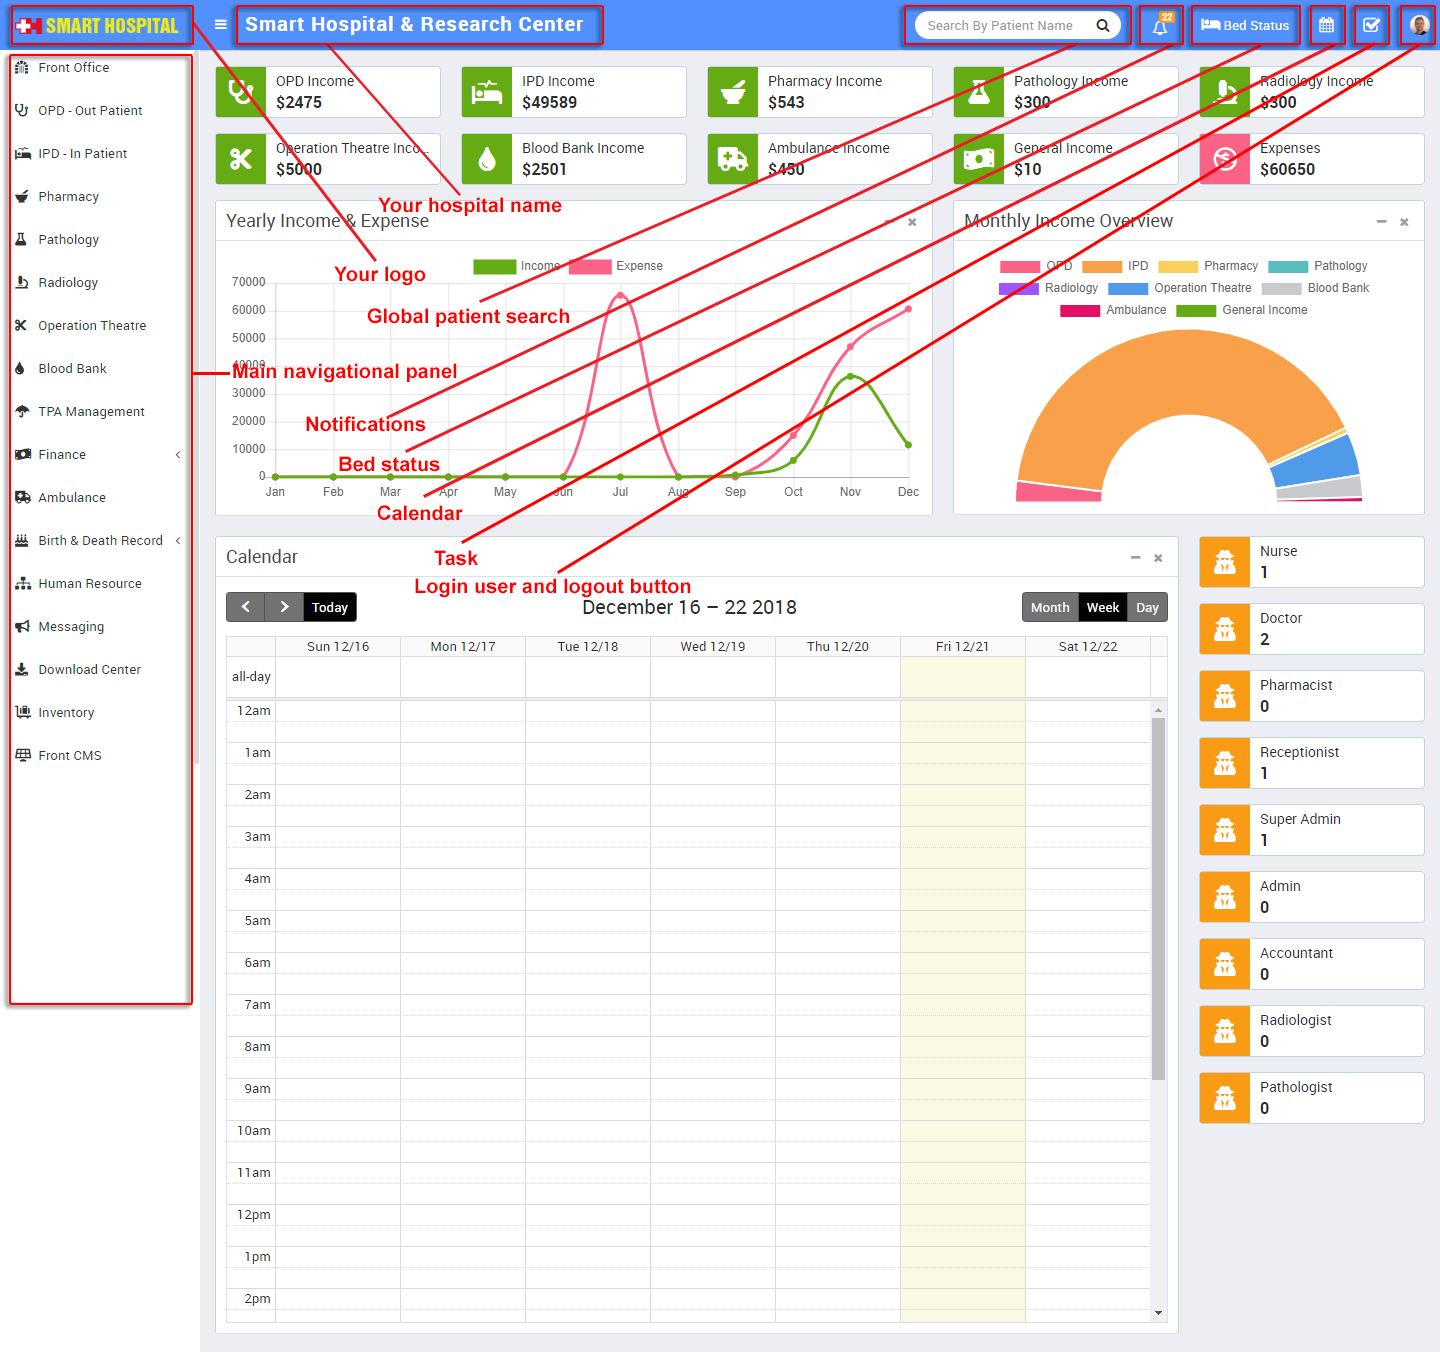 SMART HOSPITAL
Smart Hospital & Research Center
Search By Patient Name
22
Bed Status
Front Office
OPD - Out Patient
IPD - In Patient
Pharmacy
Pathology
Radiology
Operation Theatre
Blood Bank
TPA Management
Finance
Ambulance
Birth & Death Record
Human Resource
Messaging
Download Center
Inventory
Front CMS
OPD Income
$2475
IPD Income
$49589
Pharmacy Income
$543
Pathology Income
$300
Radiology Income
$300
Operation Theatre Inco...
$5000
Blood Bank Income
$2501
Ambulance Income
$450
General Income
$10
Expenses
$60650
Your hospital name
Your logo
Global patient search
Main navigational panel
Notifications
Bed status
Calendar
Task
Login user and logout button
Yearly Income & Expense
Income Expense
70000
60000
50000
40000
30000
20000
10000
0
Jan Feb Mar Apr May Jun Jul Aug Sep Oct Nov Dec
Monthly Income Overview
OPD IPD Pharmacy Pathology
Radiology Operation Theatre Blood Bank
Ambulance General Income
Calendar
Today
December 16 – 22 2018
Month Week Day
Sun 12/16 Mon 12/17 Tue 12/18 Wed 12/19 Thu 12/20 Fri 12/21 Sat 12/22
all-day
12am
1am
2am
3am
4am
5am
6am
7am
8am
9am
10am
11am
12pm
1pm
2pm
Nurse
1
Doctor
2
Pharmacist
0
Receptionist
1
Super Admin
1
Admin
0
Accountant
0
Radiologist
0
Pathologist
0